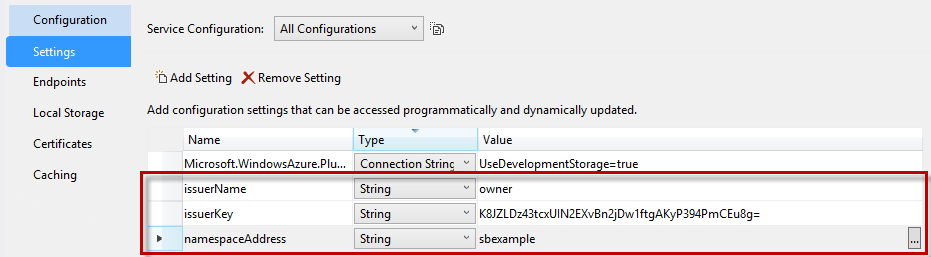 Configuration
Settings
Endpoints
Local Storage
Certificates
Caching
Service Configuration: All Configurations
Add Setting Remove Setting
Add configuration settings that can be accessed programmatically and dynamically updated.
Name Type Value
Microsoft.WindowsAzure.Plu... Connection String UseDevelopmentStorage=true
issuerName String owner
issuerKey String K8JZLDz43tcxUIN2EXvBn2jDw1ftgAKyP394PmCEu8g=
namespaceAddress String sbexample ...